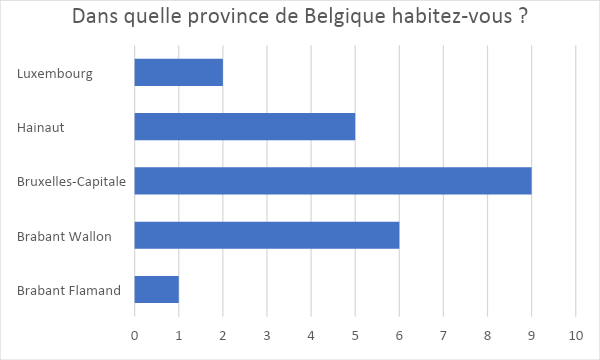 Dans quelle province de Belgique habitez-vous ?
Luxembourg
Hainaut
Bruxelles-Capitale
Brabant Wallon
Brabant Flamand
0 1 2 3 4 5 6 7 8 9 10